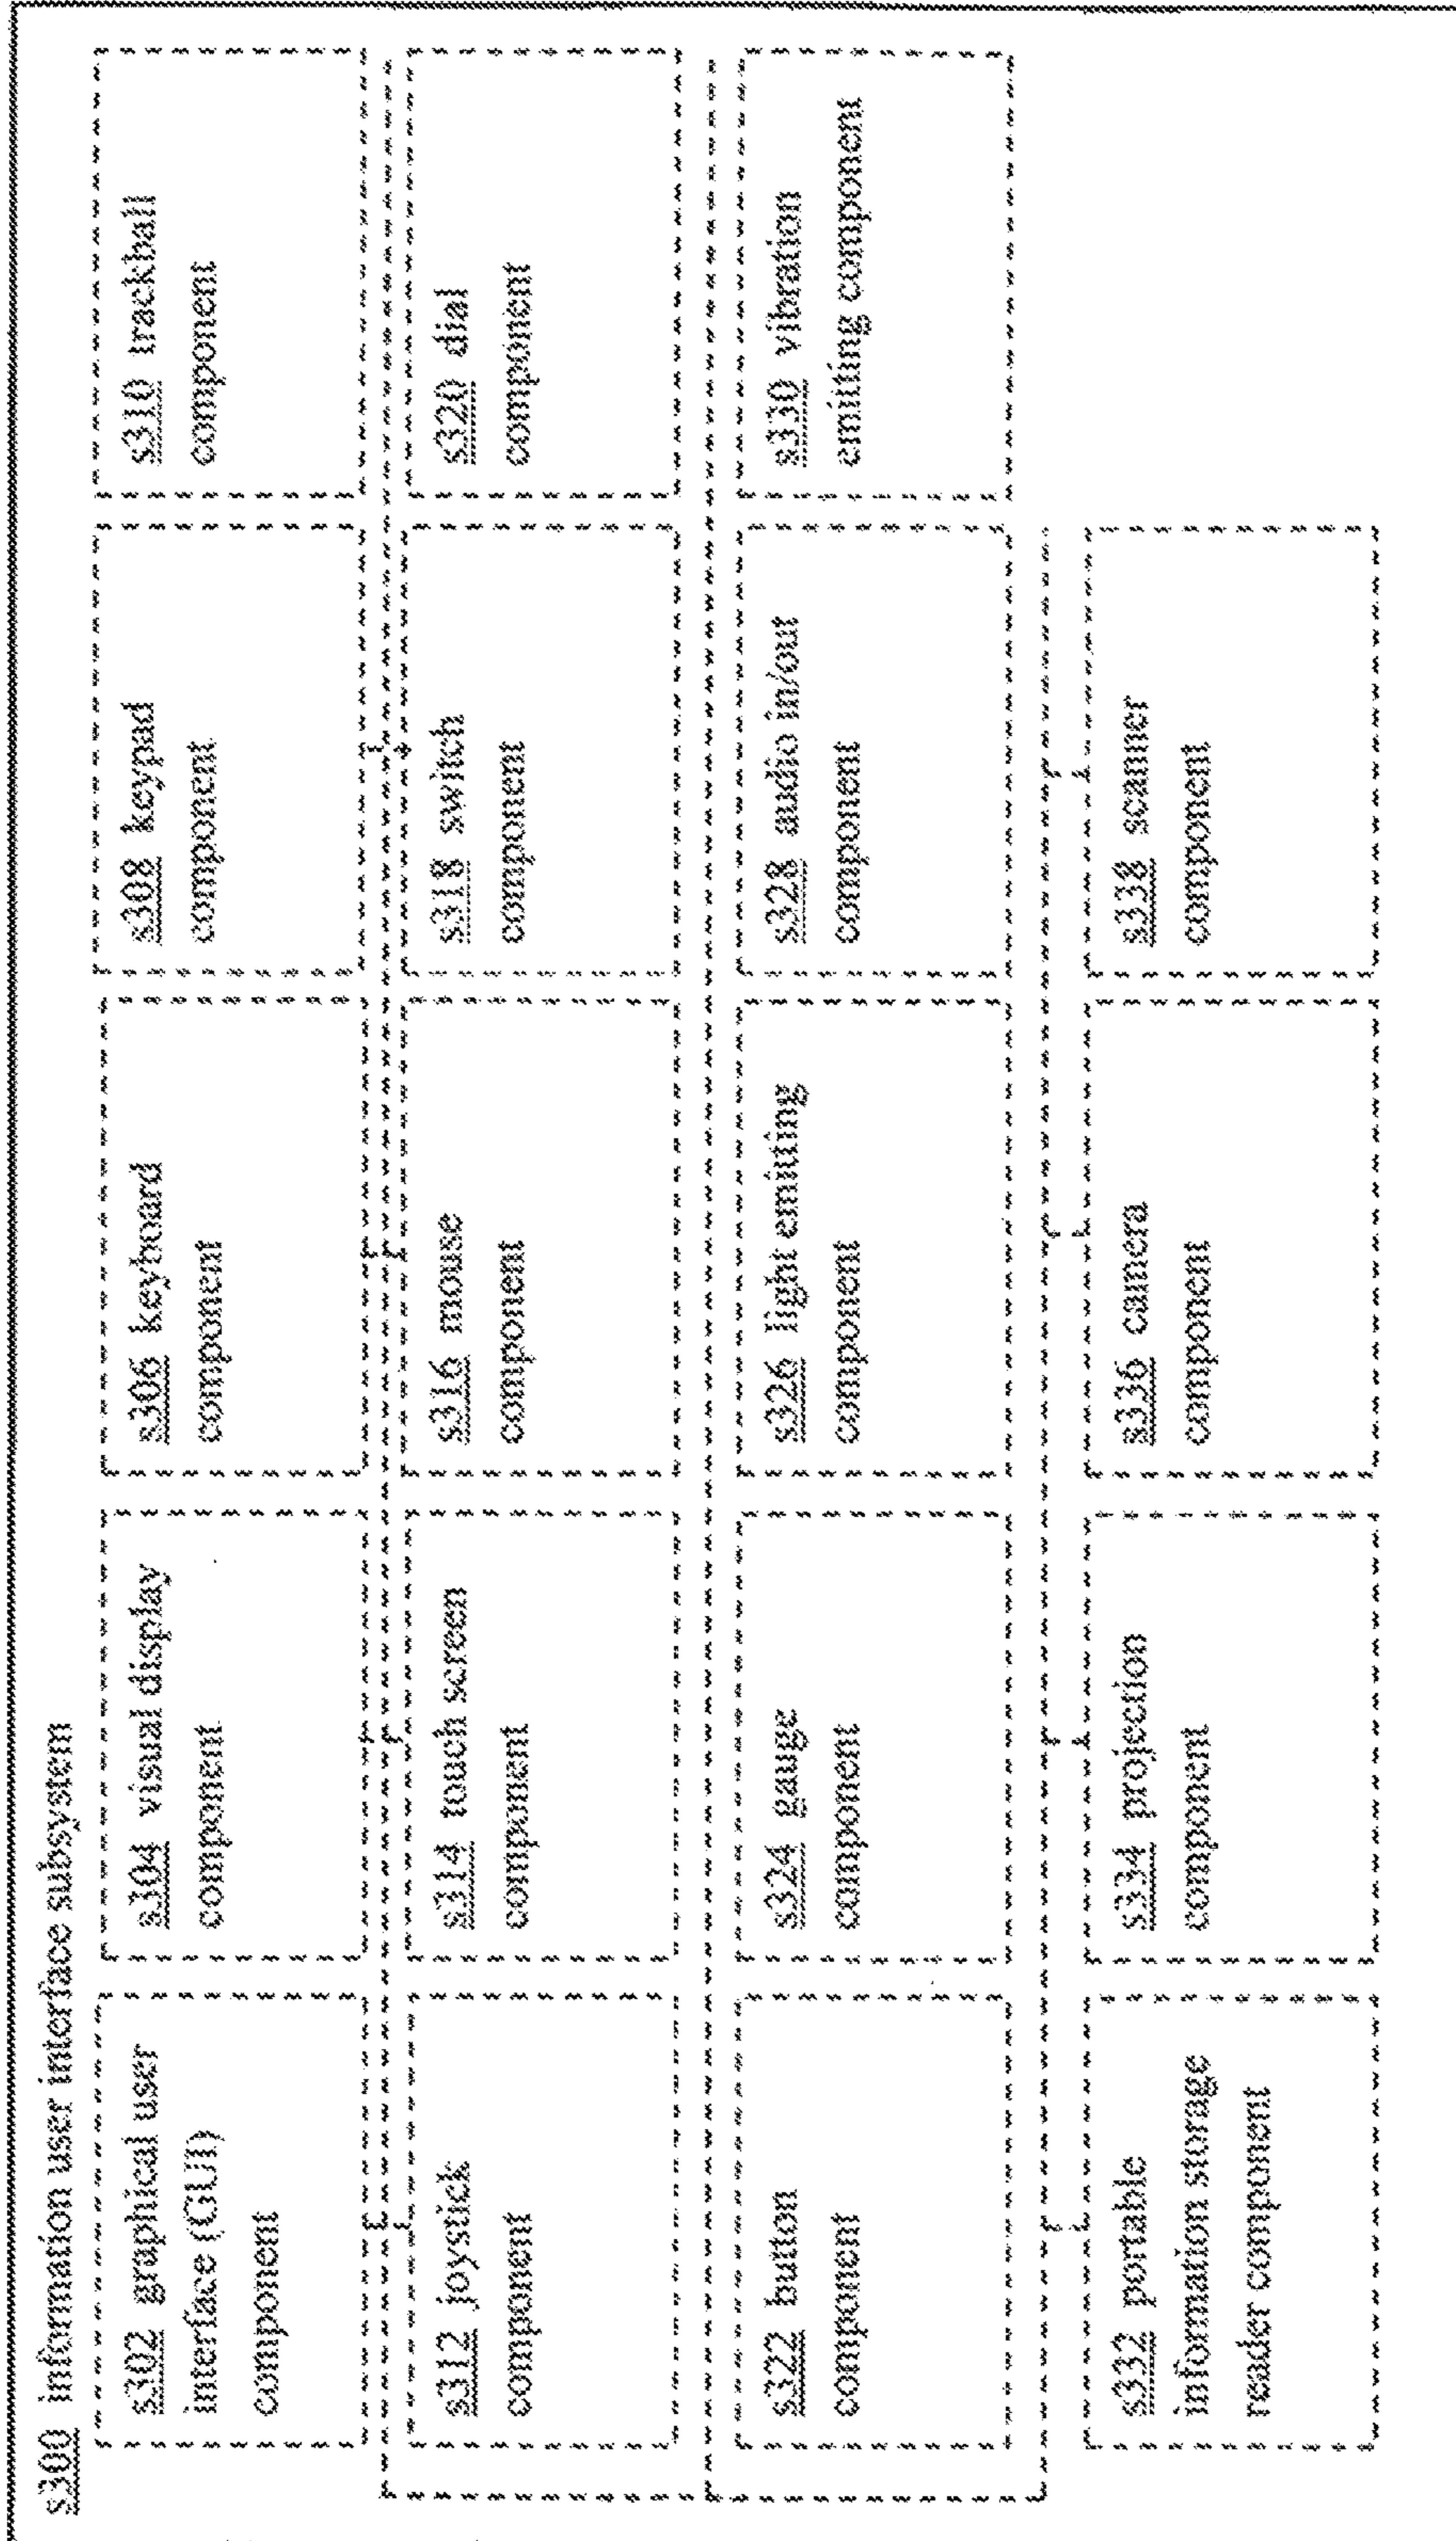 s300 information user interface subsystem
s302 graphical user
interface (GUI)
component
s304 visual display
component
s306 keyboard
component
s308 keypad
component
s310 trackball
component
s312 joystick
component
s314 touch screen
component
s316 mouse
component
s318 switch
component
s320 dial
component
s322 button
component
s324 gauge
component
s326 light emitting
component
s328 audio in/out
component
s330 vibration
emitting component
s332 portable
information storage
reader component
s334 projection
component
s336 camera
component
s338 scanner
component